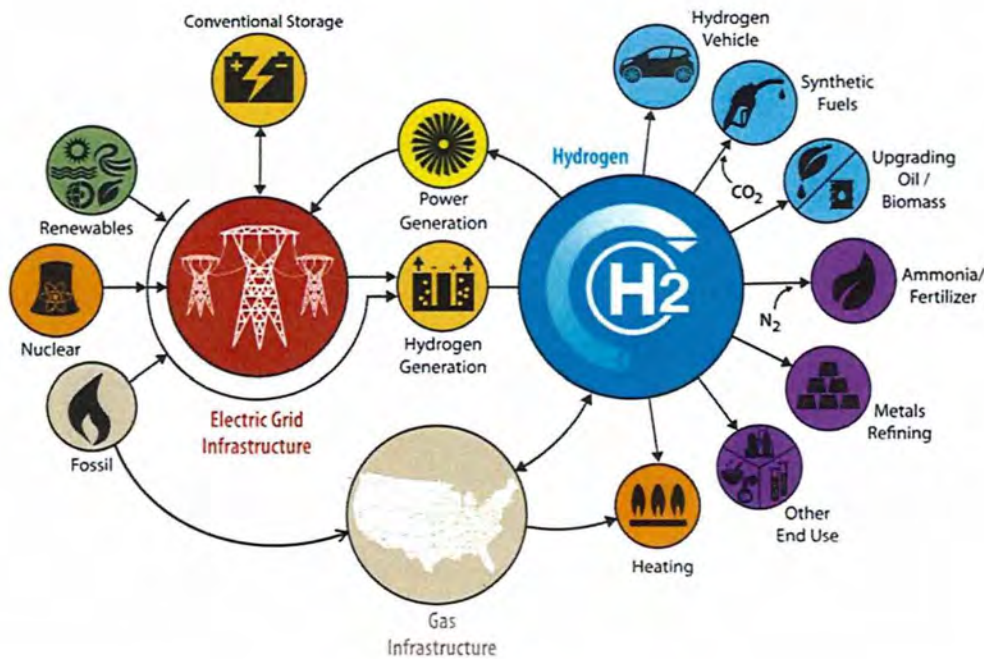 Conventional Storage
Hydrogen
Vehicle
Synthetic
Fuels
Hydrogen
CO2
Upgrading
Oil /
Biomass
Renewables
Power
Generation
H2
Ammonia/
Fertilizer
N2
Nuclear
Hydrogen
Generation
Metals
Refining
Electric Grid
Infrastructure
Fossil
Other
End Use
Heating
Gas
Infrastructure